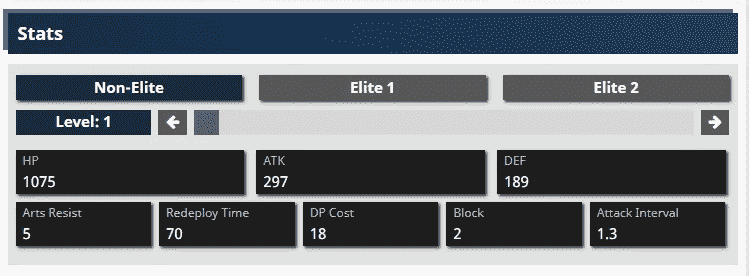 Stats
Non-Elite Elite 1 Elite 2
Level: 1
HP ATK DEF
1075 297 189
Arts Resist Redeploy Time DP Cost Block Attack Interval
5 70 18 2 1.3